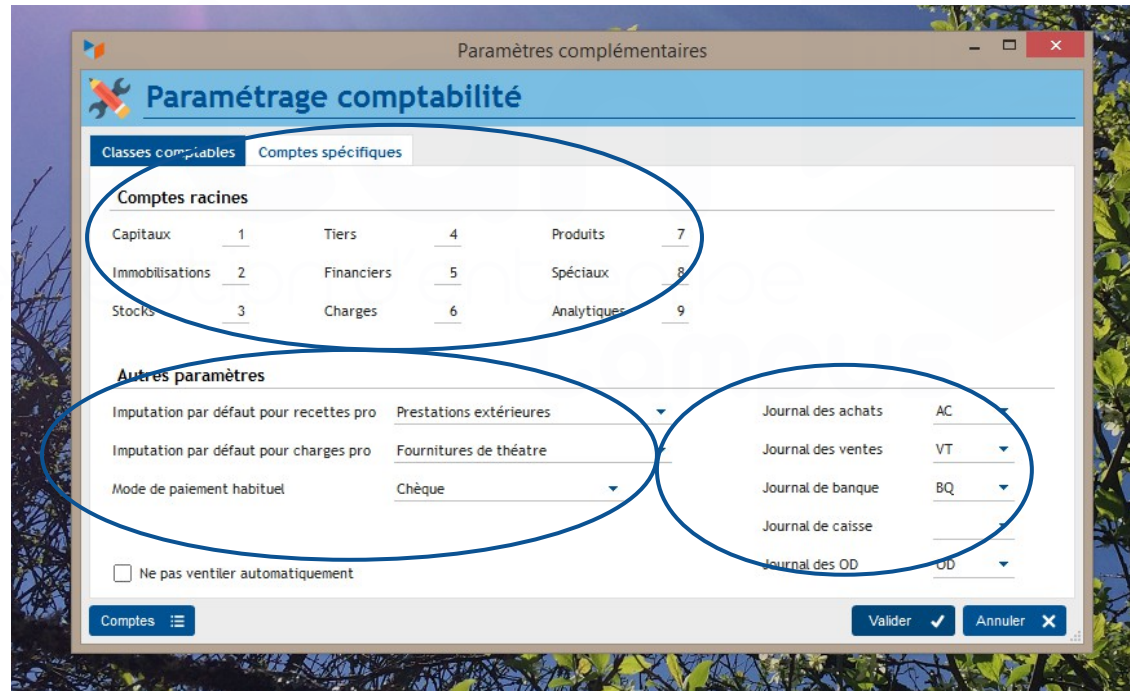 Paramètres complémentaires
Paramétrage comptabilité
Classes comptables Comptes spécifiques
Comptes racines
Capitaux 1 Tiers 4 Produits 7
Immobilisations 2 Financiers 5 Spéciaux 8
Stocks 3 Charges 6 Analytiques 9
Autres paramètres
Imputation par défaut pour recettes pro Prestations extérieures Journal des achats AC
Imputation par défaut pour charges pro Fournitures de théatre Journal des ventes VT
Mode de paiement habituel Chèque Journal de banque BQ
Journal de caisse
Journal des OD OD
Ne pas ventiler automatiquement
Comptes Valider Annuler